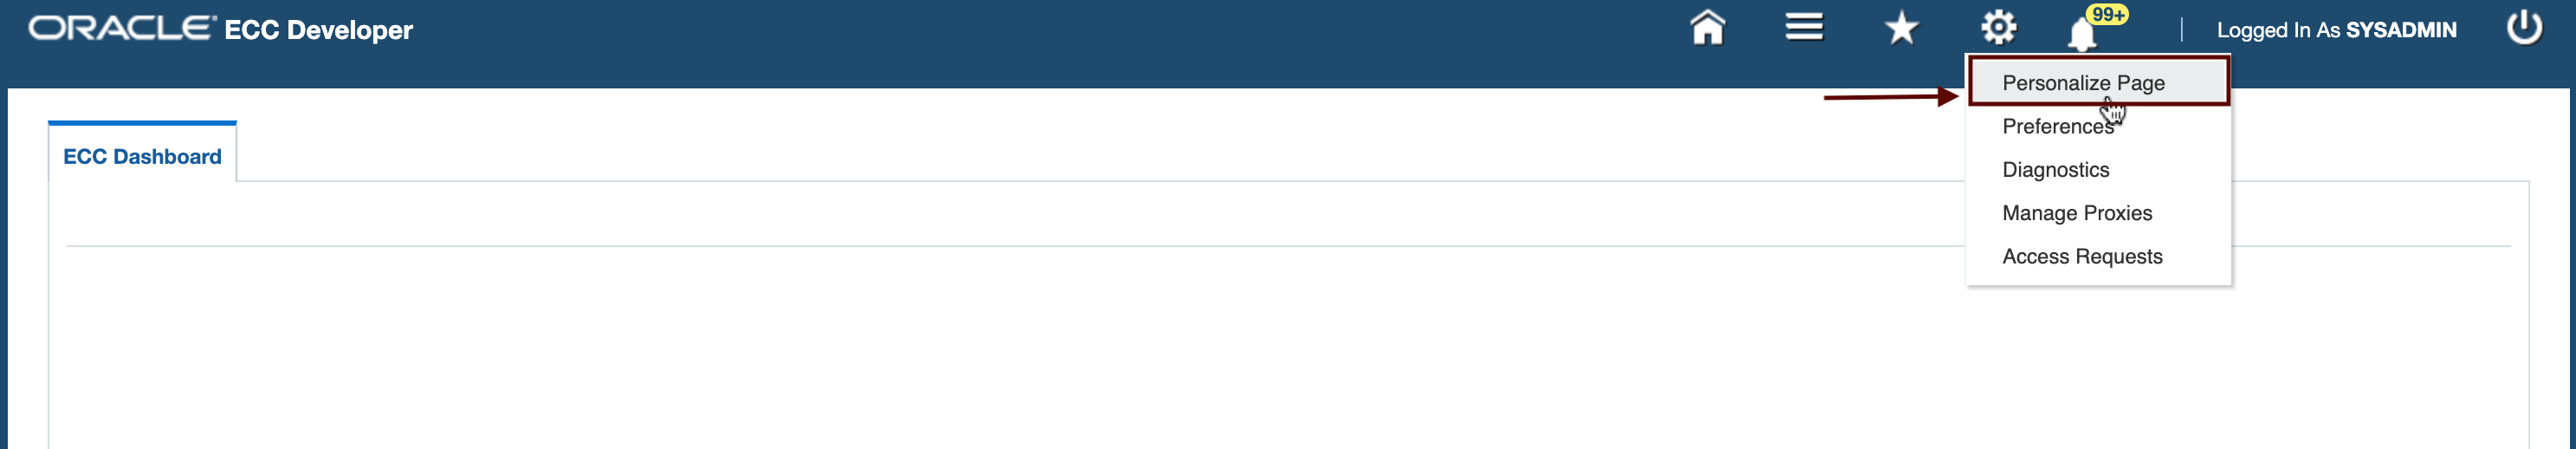 ORACLE ECC Developer
99+
Logged In As SYSADMIN
Personalize Page
Preferences
Diagnostics
Manage Proxies
Access Requests
ECC Dashboard